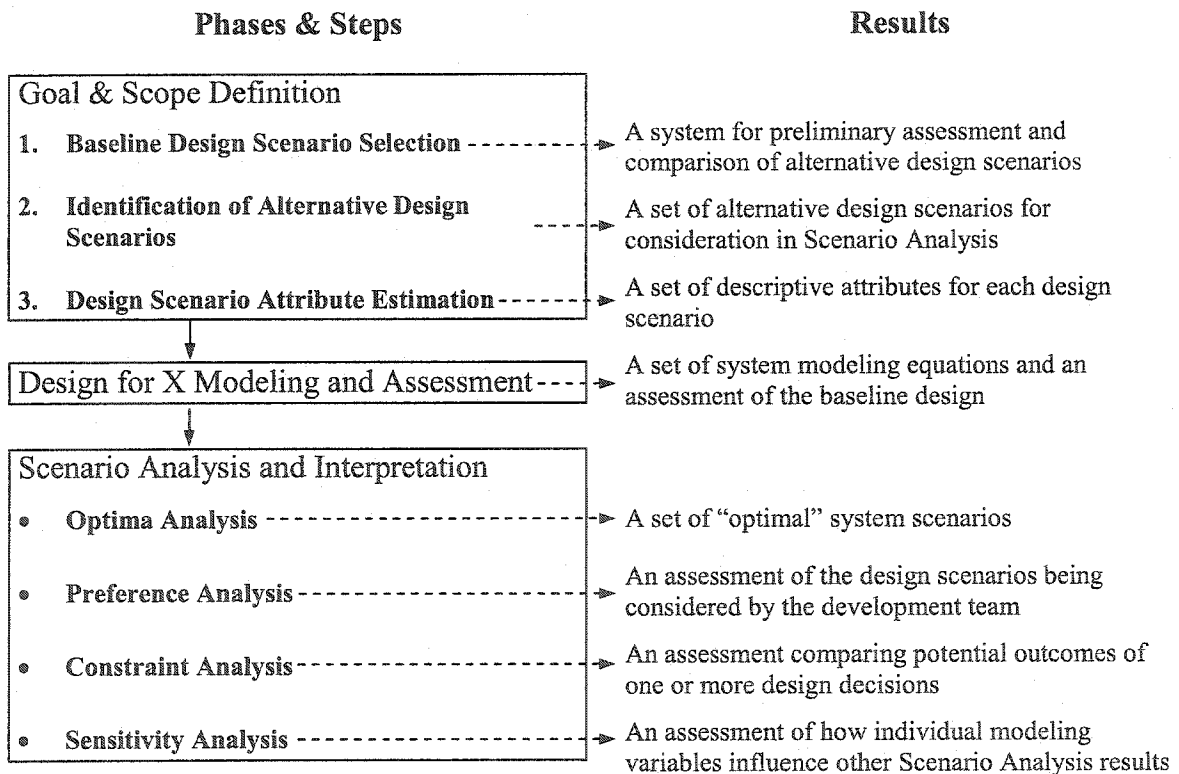 Phases & Steps
Results
Goal & Scope Definition
1. Baseline Design Scenario Selection
A system for preliminary assessment and
comparison of alternative design scenarios
2. Identification of Alternative Design
Scenarios
A set of alternative design scenarios for
consideration in Scenario Analysis
3. Design Scenario Attribute Estimation
A set of descriptive attributes for each design
scenario
Design for X Modeling and Assessment
A set of system modeling equations and an
assessment of the baseline design
Scenario Analysis and Interpretation
• Optima Analysis
A set of “optimal” system scenarios
• Preference Analysis
An assessment of the design scenarios being
considered by the development team
• Constraint Analysis
An assessment comparing potential outcomes of
one or more design decisions
• Sensitivity Analysis
An assessment of how individual modeling
variables influence other Scenario Analysis results